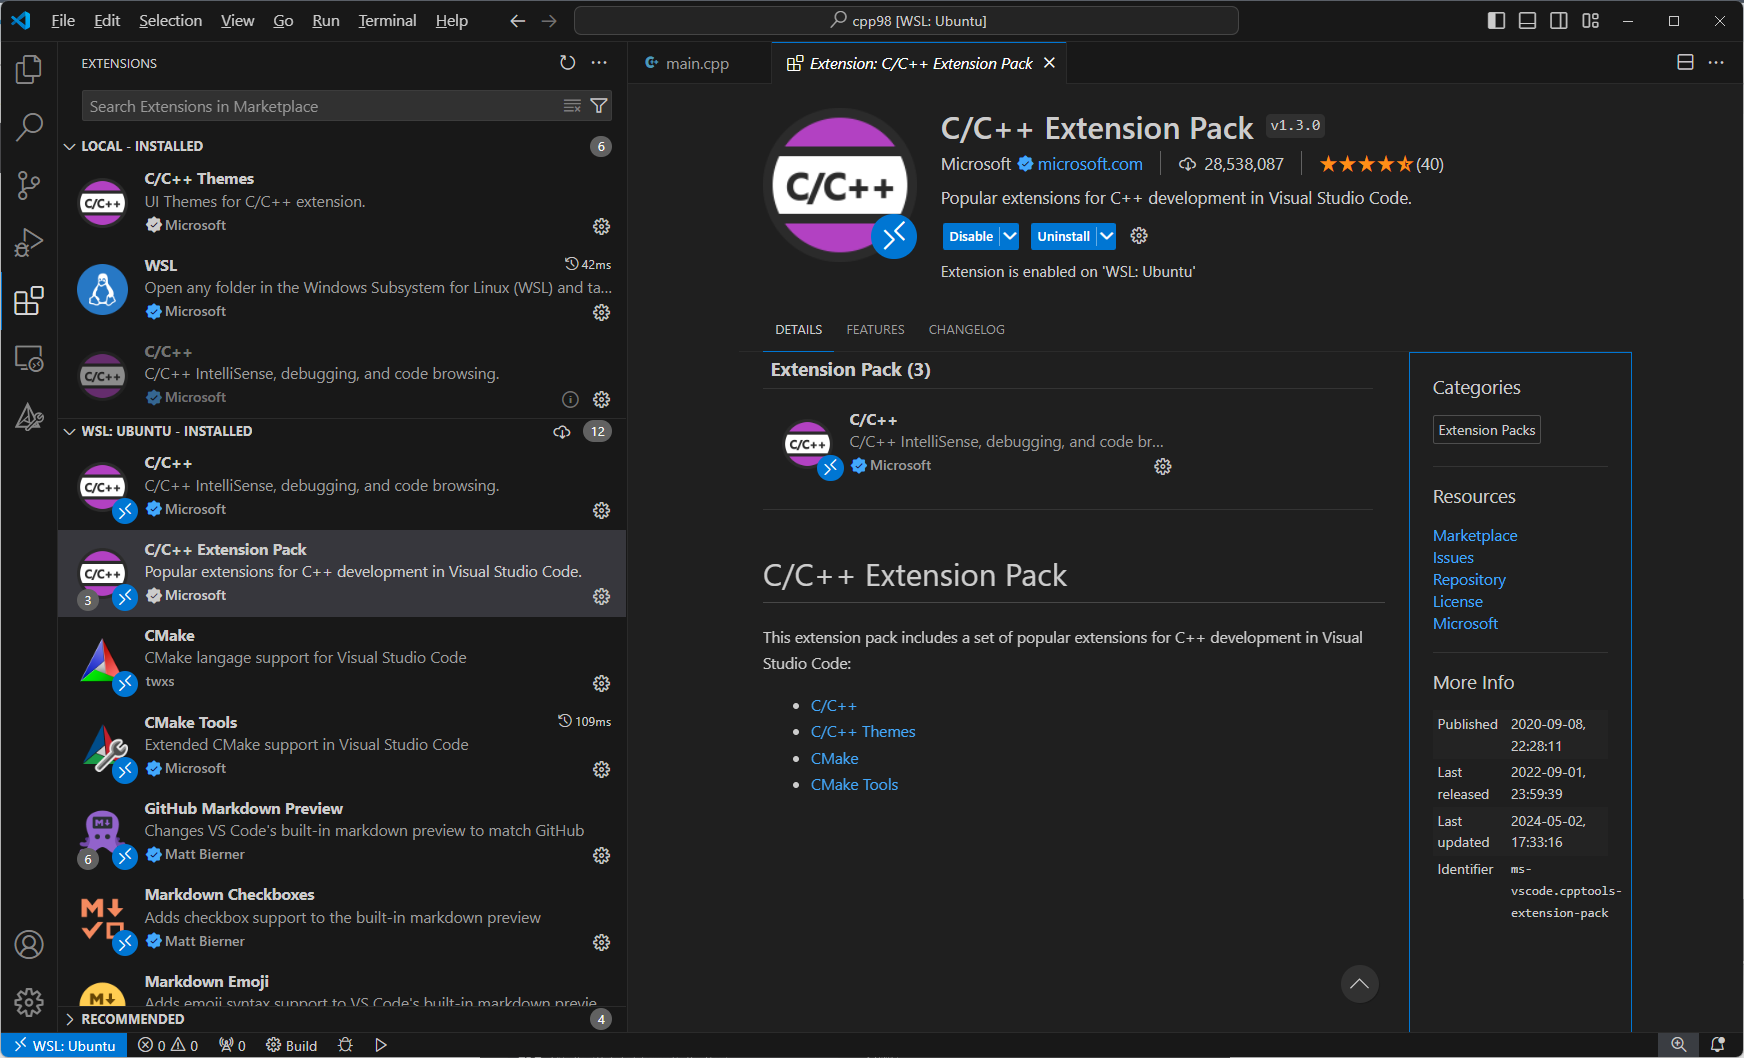 File Edit Selection View Go Run Terminal Help
cpp98 [WSL: Ubuntu]
EXTENSIONS
Search Extensions in Marketplace
LOCAL - INSTALLED 6
C/C++ Themes
UI Themes for C/C++ extension.
Microsoft
WSL 42ms
Open any folder in the Windows Subsystem for Linux (WSL) and ta...
Microsoft
C/C++
C/C++ IntelliSense, debugging, and code browsing.
Microsoft
WSL: UBUNTU - INSTALLED 12
C/C++
C/C++ IntelliSense, debugging, and code browsing.
Microsoft
C/C++ Extension Pack
Popular extensions for C++ development in Visual Studio Code.
3 Microsoft
CMake
CMake langage support for Visual Studio Code
twxs
CMake Tools 109ms
Extended CMake support in Visual Studio Code
Microsoft
GitHub Markdown Preview
Changes VS Code's built-in markdown preview to match GitHub
6 Matt Bierner
Markdown Checkboxes
Adds checkbox support to the built-in markdown preview
Matt Bierner
Markdown Emoji
Adds emoji syntax support to VS Code's built-in markdown previe
RECOMMENDED 4
main.cpp
Extension: C/C++ Extension Pack
C/C++
C/C++ Extension Pack v1.3.0
Microsoft microsoft.com 28,538,087 (40)
Popular extensions for C++ development in Visual Studio Code.
Disable Uninstall
Extension is enabled on 'WSL: Ubuntu'
DETAILS FEATURES CHANGELOG
Extension Pack (3)
C/C++
C/C++ IntelliSense, debugging, and code br...
Microsoft
C/C++ Extension Pack
This extension pack includes a set of popular extensions for C++ development in Visual
Studio Code:
C/C++
C/C++ Themes
CMake
CMake Tools
Categories
Extension Packs
Resources
Marketplace
Issues
Repository
License
Microsoft
More Info
Published 2020-09-08,
22:28:11
Last 2022-09-01,
released 23:59:39
Last 2024-05-02,
updated 17:33:16
Identifier ms-
vscode.cpptools-
extension-pack
WSL: Ubuntu 0 0 0 Build